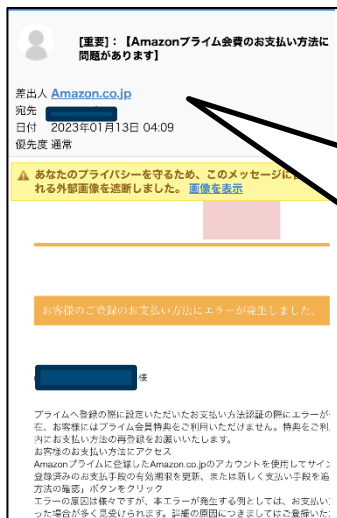 [重要]：【Amazonプライム会費のお支払い方法に
問題があります】
差出人 Amazon.co.jp
宛先
日付 2023年01月13日 04:09
優先度 通常
あなたのプライバシーを守るため、このメッセージに
れる外部画像を遮断しました。 画像を表示
お客様のご登録のお支払い方法にエラーが発生しました。
様
プライムへ登録の際に設定いただいたお支払い方法認証の際にエラーが
在、お客様にはプライム会員特典をご利用いただけません。特典をご利
内にお支払い方法の再登録をお願いいたします。
お客様のお支払い方法にアクセス
Amazonプライムに登録したAmazon.co.jpのアカウントを使用してサイ
登録済みのお支払手段の有効期限を更新、または新しく支払い手段を追
方法の確認」ボタンをクリック
エラーの原因は様々ですが、本エラーが発生する例としては、お支払い
った場合が多く見受けられます。詳細の原因につきましてはご登録いた